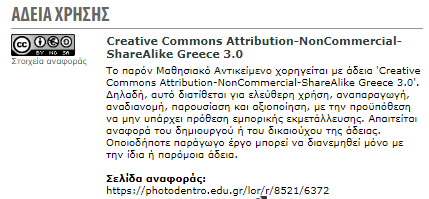 ΑΔΕΙΑ ΧΡΗΣΗΣ
cc BY NC SA
Στοιχεία αναφοράς
Creative Commons Attribution-NonCommercial-
ShareAlike Greece 3.0
Το παρόν Μαθησιακό Αντικείμενο χορηγείται με άδεια 'Creative
Commons Attribution-NonCommercial-ShareAlike Greece 3.0'.
Δηλαδή, αυτό διατίθεται για ελεύθερη χρήση, αναπαραγωγή,
αναδιανομή, παρουσίαση και αξιοποίηση, με την προϋπόθεση
να μην υπάρχει πρόθεση εμπορικής εκμετάλλευσης. Απαιτείται
αναφορά του δημιουργού ή του δικαιούχου της άδειας.
Οποιοδήποτε παράγωγο έργο μπορεί να διανεμηθεί μόνο με
την ίδια ή παρόμοια άδεια.
Σελίδα αναφοράς:
https://photodentro.edu.gr/lor/r/8521/6372